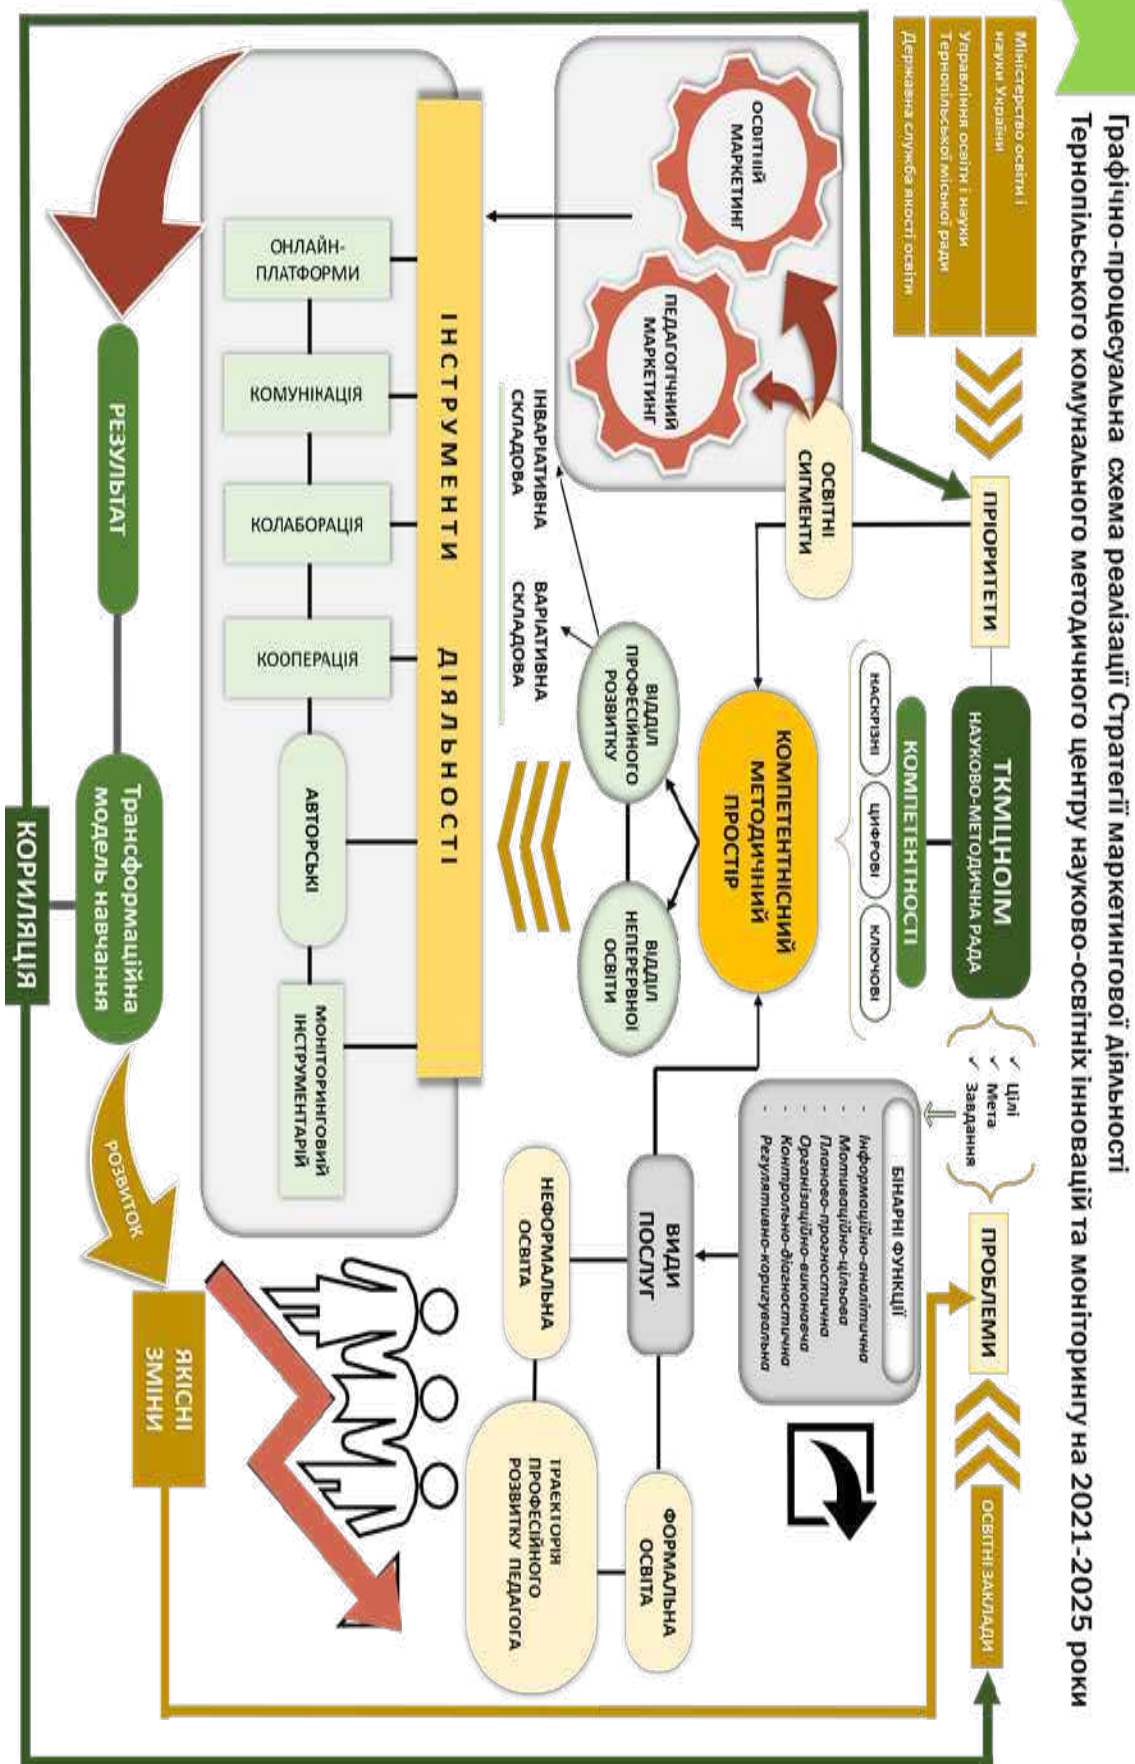 Графічно-процесуальна схема реалізації Стратегії маркетингової діяльності
Тернопільського комунального методичного центру науково-освітніх інновацій та моніторингу на 2021-2025 роки
Міністерство освіти і
науки України
Управління освіти і науки
Тернопільської міської ради
Державна служба якості освіти
ПРІОРИТЕТИ
ТКМЦНОІМ
НАУКОВО-МЕТОДИЧНА РАДА
Цілі
Мета
Завдання
ПРОБЛЕМИ
ОСВІТНІ ЗАКЛАДИ
КОМПЕТЕНТНОСТІ
НАСКРІЗНІ
ЦИФРОВІ
КЛЮЧОВІ
ОСВІТНІ
СИГМЕНТИ
ОСВІТНІЙ
МАРКЕТИНГ
ПЕДАГОГІЧНИЙ
МАРКЕТИНГ
КОМПЕТЕНТНІСНИЙ
МЕТОДИЧНИЙ
ПРОСТІР
БІНАРНІ ФУНКЦІЇ
- Інформаційно-аналітична
- Мотиваційно-цільова
- Планово-прогностична
- Організаційно-виконавча
- Контрольно-діагностична
- Регулятивно-коригувальна
ВІДДІЛ
ПРОФЕСІЙНОГО
РОЗВИТКУ
ВІДДІЛ
НЕПЕРЕРВНОЇ
ОСВІТИ
ВИДИ
ПОСЛУГ
ФОРМАЛЬНА
ОСВІТА
НЕФОРМАЛЬНА
ОСВІТА
ТРАЄКТОРІЯ
ПРОФЕСІЙНОГО
РОЗВИТКУ ПЕДАГОГА
ІНВАРІАТИВНА
СКЛАДОВА
ВАРІАТИВНА
СКЛАДОВА
ІНСТРУМЕНТИ ДІЯЛЬНОСТІ
ОНЛАЙН-
ПЛАТФОРМИ
КОМУНІКАЦІЯ
КОЛАБОРАЦІЯ
КООПЕРАЦІЯ
АВТОРСЬКІ
МОНІТОРИНГОВИЙ
ІНСТРУМЕНТАРІЙ
РЕЗУЛЬТАТ
Трансформаційна
модель навчання
РОЗВИТОК
ЯКІСНІ
ЗМІНИ
КОРИЛЯЦІЯ